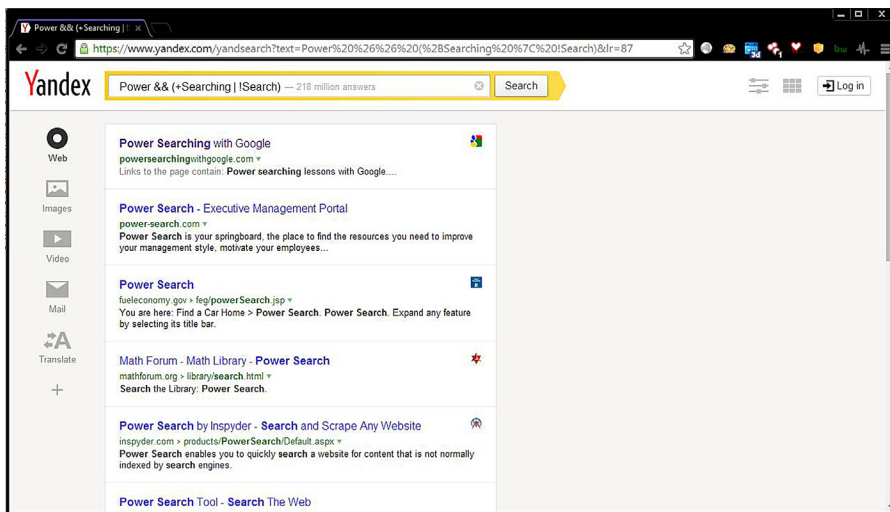 Power && (+Searching | !
https://www.yandex.com/yandsearch?text=Power%20%26%26%20(%2BSearching%20%7C%20!Search)&lr=87
3d
1
bw
Yandex
Power && (+Searching | !Search) — 218 million answers
Search
Log in
Web
Images
Video
Mail
Translate
Power Searching with Google
powersearchingwithgoogle.com
Links to the page contain: Power searching lessons with Google....
Power Search - Executive Management Portal
power-search.com
Power Search is your springboard, the place to find the resources you need to improve
your management style, motivate your employees...
Power Search
fueleconomy.gov › feg/powerSearch.jsp
You are here: Find a Car Home > Power Search. Power Search. Expand any feature
by selecting its title bar.
Math Forum - Math Library - Power Search
mathforum.org › library/search.html
Search the Library: Power Search.
Power Search by Inspyder - Search and Scrape Any Website
inspyder.com › products/PowerSearch/Default.aspx
Power Search enables you to quickly search a website for content that is not normally
indexed by search engines.
Power Search Tool - Search The Web